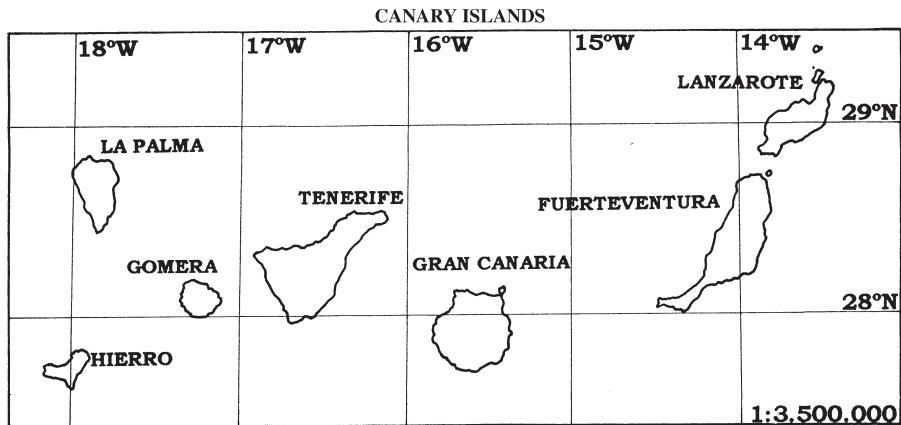 CANARY ISLANDS
18ºW 17ºW 16ºW 15ºW 14ºW
LANZAROTE
29ºN
LA PALMA
TENERIFE
FUERTEVENTURA
GOMERA
GRAN CANARIA
28ºN
HIERRO
1:3.500.000